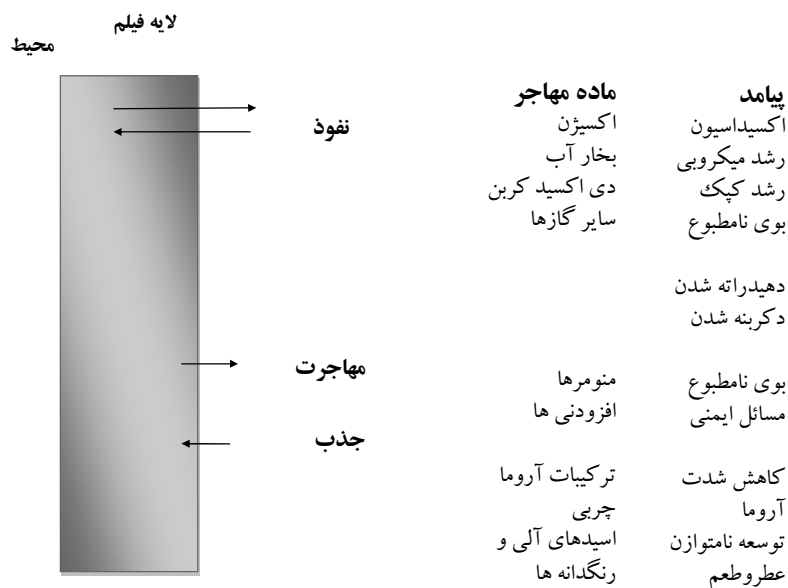 لایه فیلم
محیط
نفوذ
مهاجرت
جذب
ماده مهاجر
اکسیژن
بخار آب
دی اکسید کربن
سایر گازها
منومرها
افزودنی ها
ترکیبات آروما
چربی
اسیدهای آلی و
رنگدانه ها
پیامد
اکسیداسیون
رشد میکروبی
رشد کپک
بوی نامطبوع
دهیدراته شدن
دکربنه شدن
بوی نامطبوع
مسائل ایمنی
کاهش شدت
آروما
توسعه نامتوازن
عطروطعم